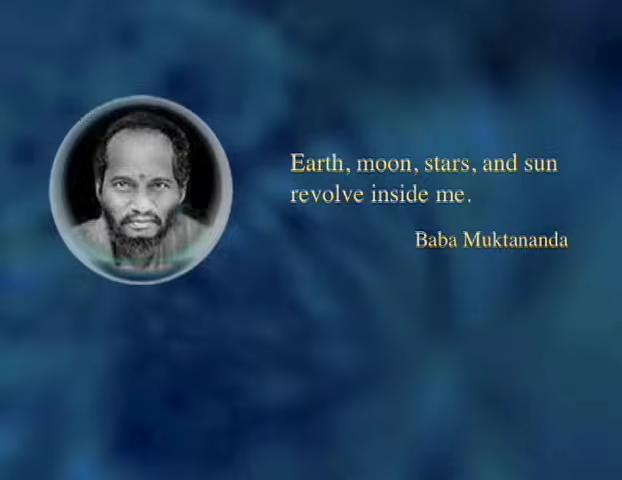 Earth, moon, stars, and sun
revolve inside me.
Baba Muktananda